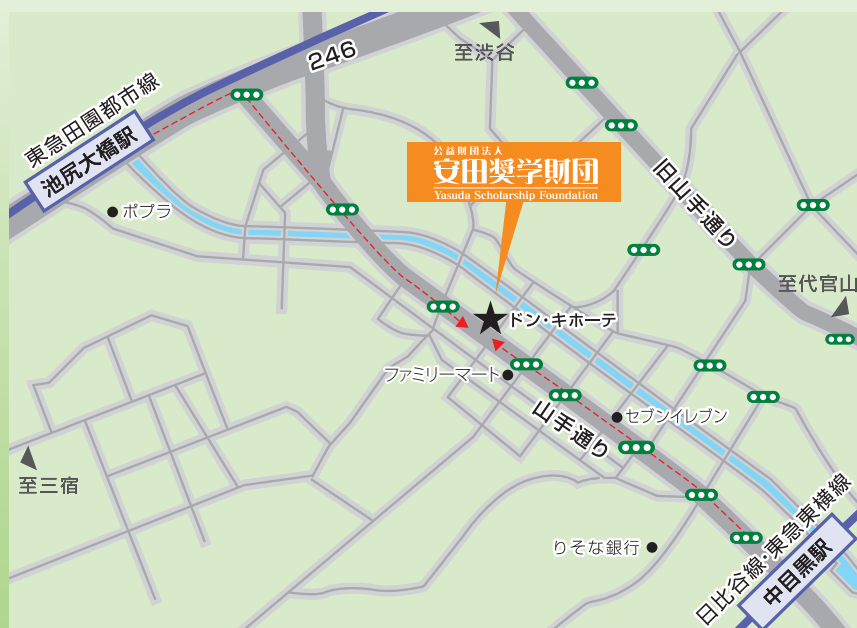 246
至渋谷
東急田園都市線
池尻大橋駅
ポプラ
公益財団法人
安田奨学財団
Yasuda Scholarship Foundation
旧山手通り
至代官山
ドン・キホーテ
ファミリーマート
山手通り
セブンイレブン
至三宿
りそな銀行
日比谷線・東急東横線
中目黒駅